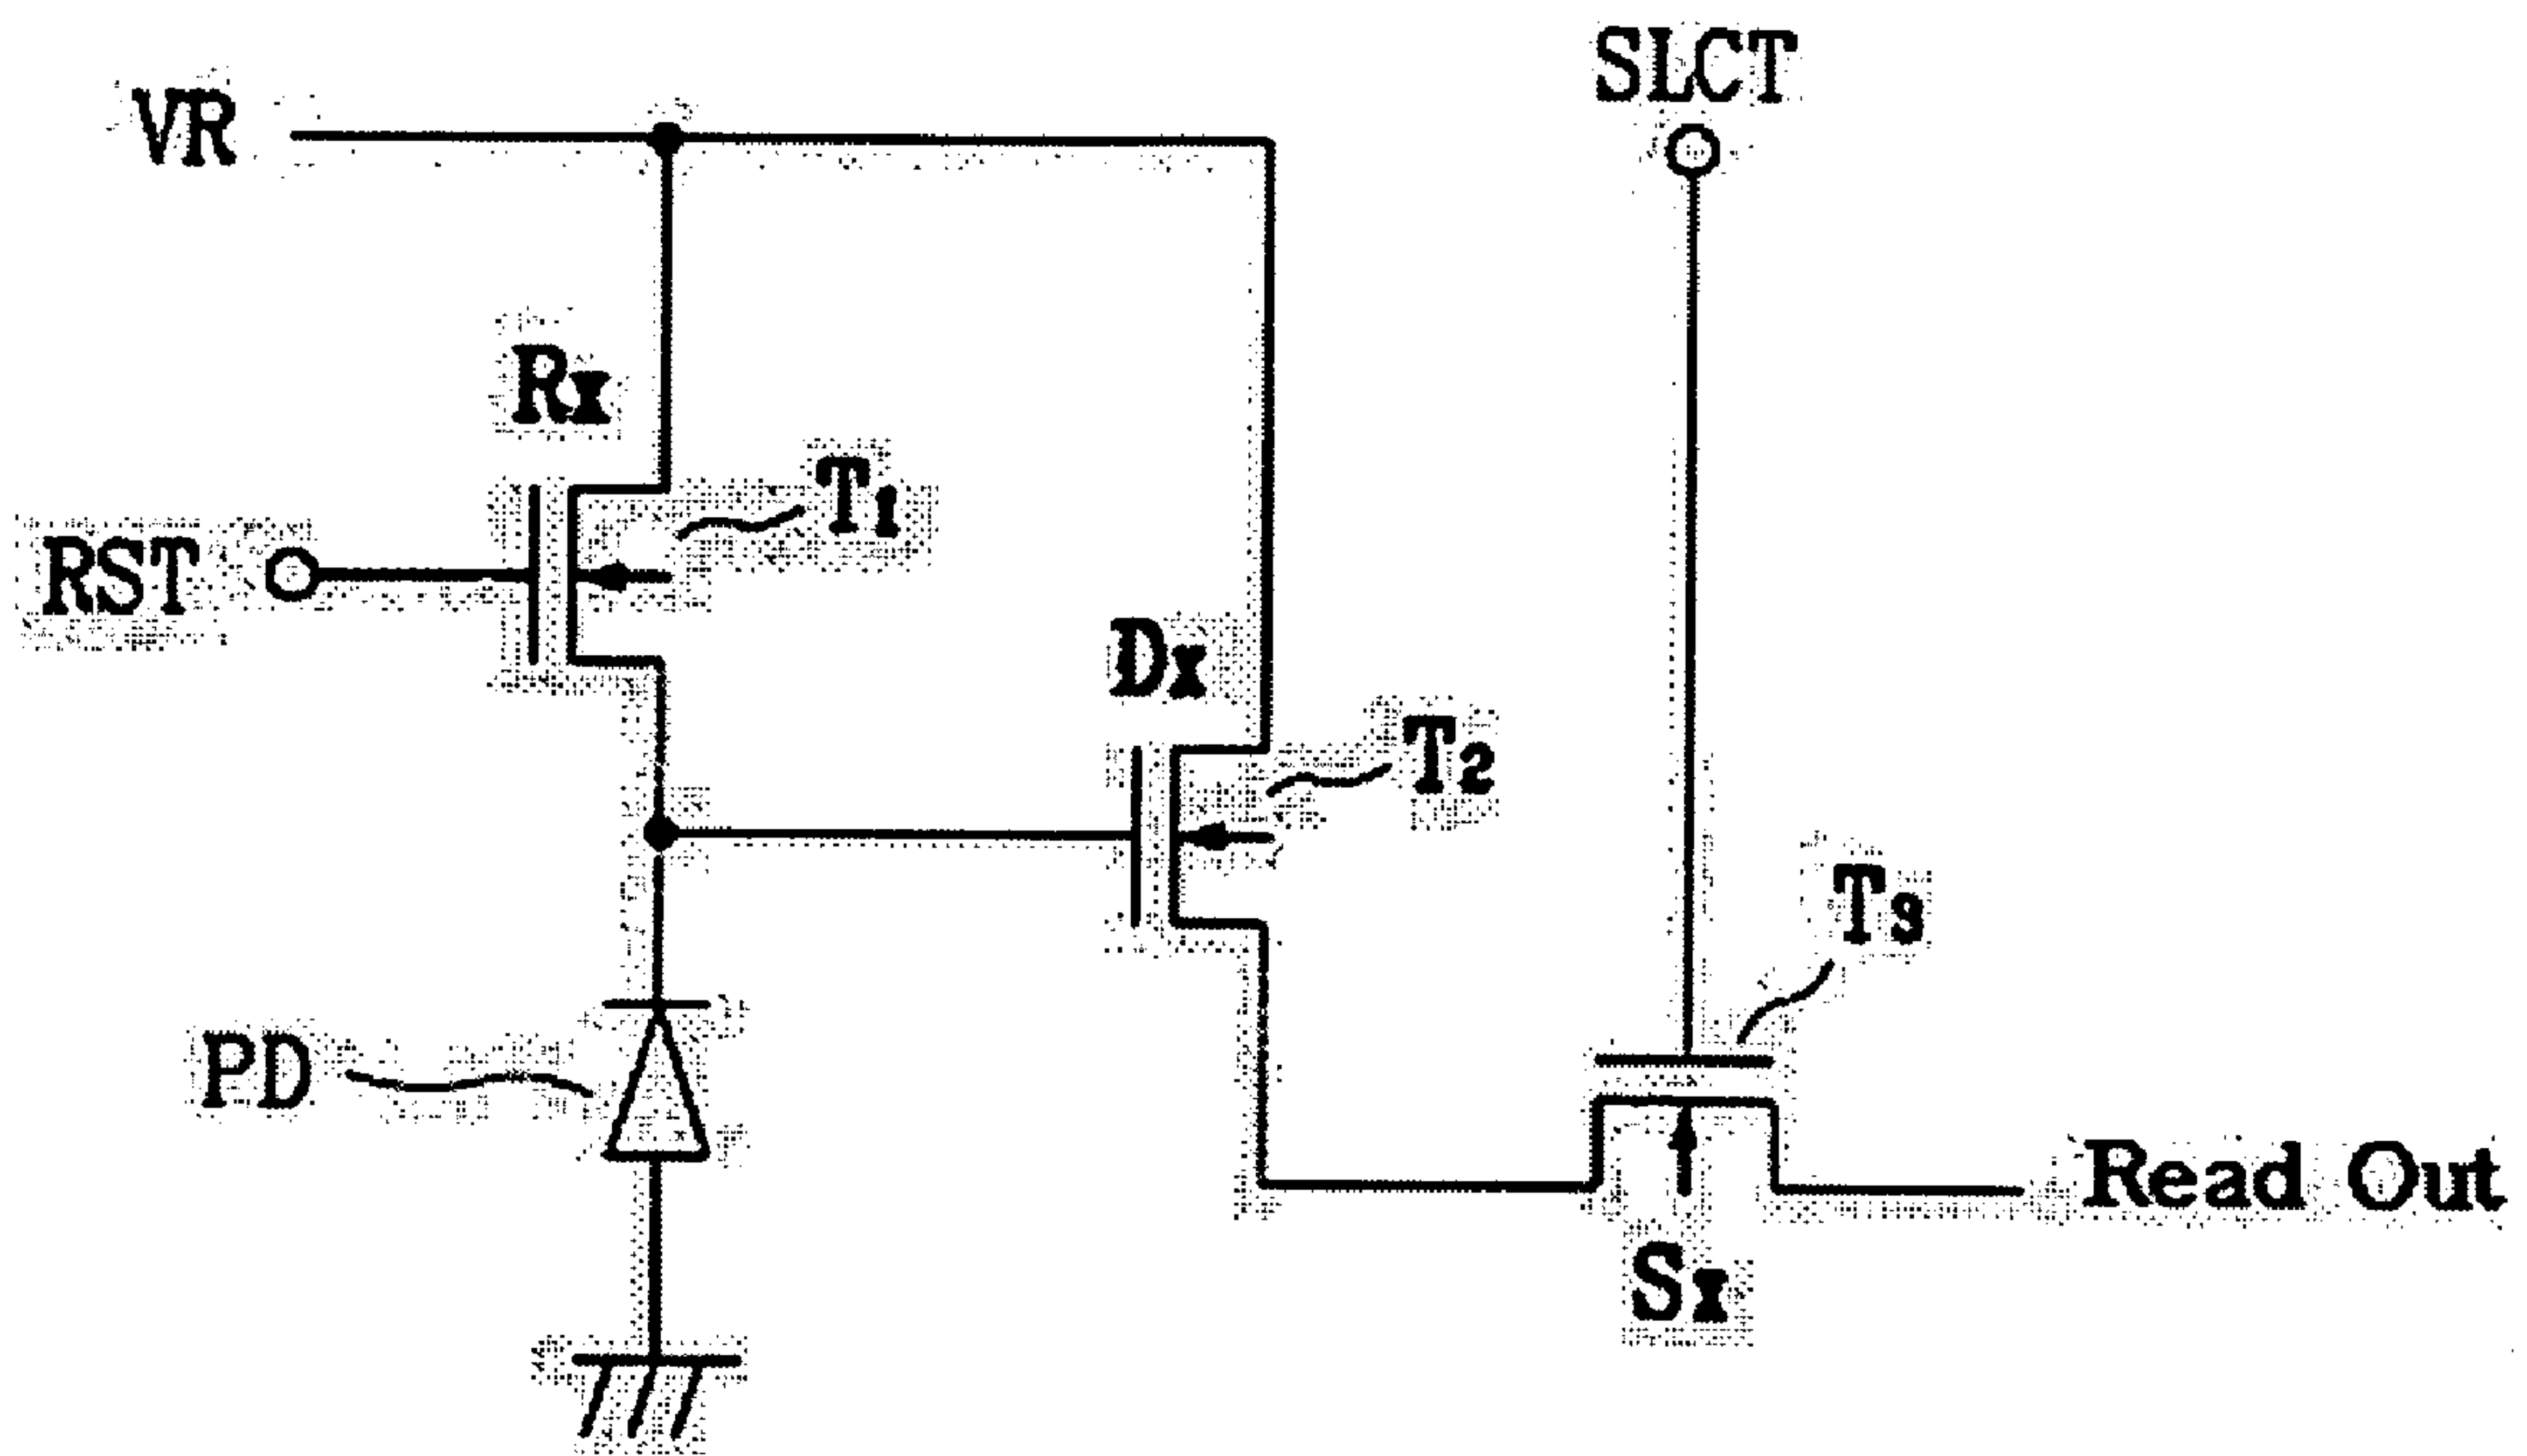 SLCT
VR
Rx
T1
RST
Dx
T2
T3
PD
Read Out
Sx